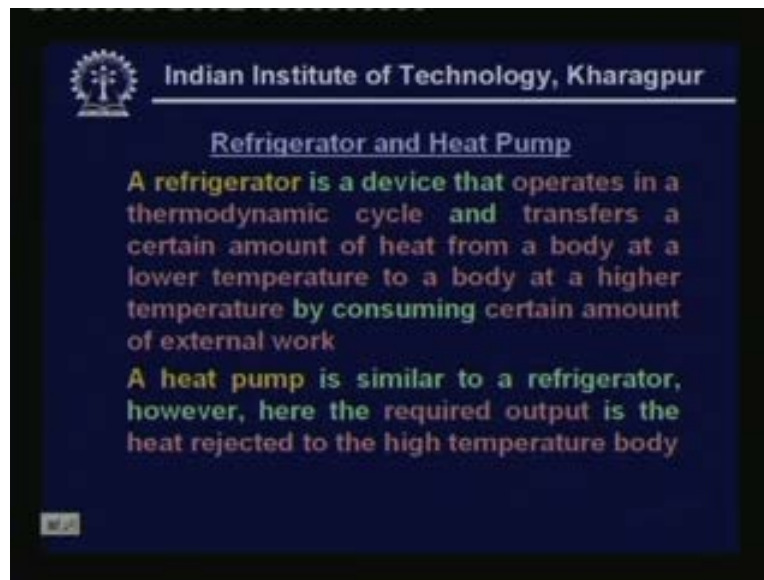 Indian Institute of Technology, Kharagpur
Refrigerator and Heat Pump
A refrigerator is a device that operates in a
thermodynamic cycle and transfers a
certain amount of heat from a body at a
lower temperature to a body at a higher
temperature by consuming certain amount
of external work
A heat pump is similar to a refrigerator,
however, here the required output is the
heat rejected to the high temperature body